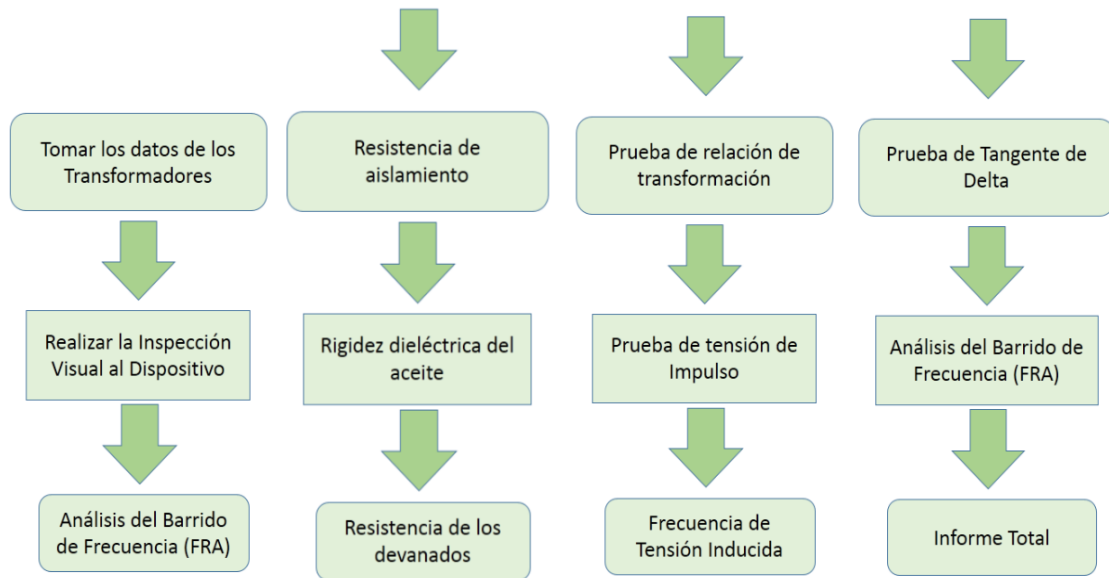 Tomar los datos de los
Transformadores
Realizar la Inspección
Visual al Dispositivo
Análisis del Barrido
de Frecuencia (FRA)
Resistencia de
aislamiento
Rigidez dieléctrica del
aceite
Resistencia de los
devanados
Prueba de relación de
transformación
Prueba de tensión de
Impulso
Frecuencia de
Tensión Inducida
Prueba de Tangente de
Delta
Análisis del Barrido de
Frecuencia (FRA)
Informe Total